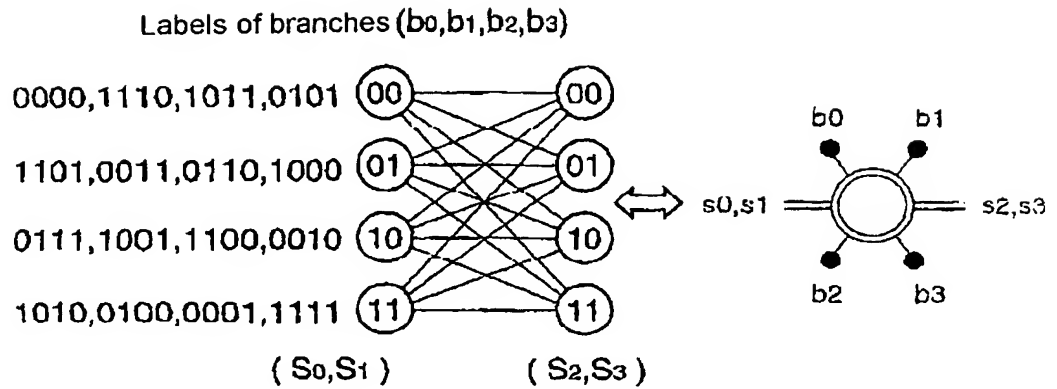 Labels of branches (b0,b1,b2,b3)
0000,1110,1011,0101 00 00
b0 b1
1101,0011,0110,1000 01 01
s0,s1 s2,s3
0111,1001,1100,0010 10 10
b2 b3
1010,0100,0001,1111 11 11
(S0,S1) (S2,S3)